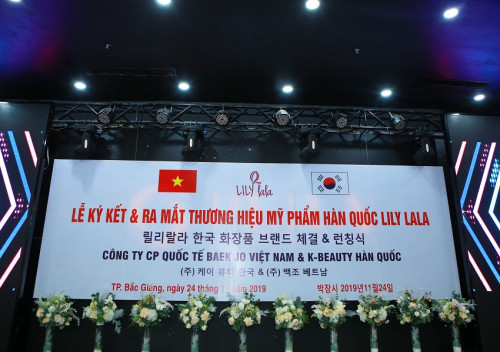 LILY lala
LỄ KÝ KẾT & RA MẮT THƯƠNG HIỆU MỸ PHẨM HÀN QUỐC LILY LALA
릴리랄라 한국 화장품 브랜드 체결 & 런칭식
CÔNG TY CP QUỐC TẾ BAEK JO VIỆT NAM & K-BEAUTY HÀN QUỐC
(주) 케이 뷰티 한국 & (주) 백조 베트남
TP. Bắc Giang, ngày 24 tháng 11 năm 2019 박장시 2019년11월24일